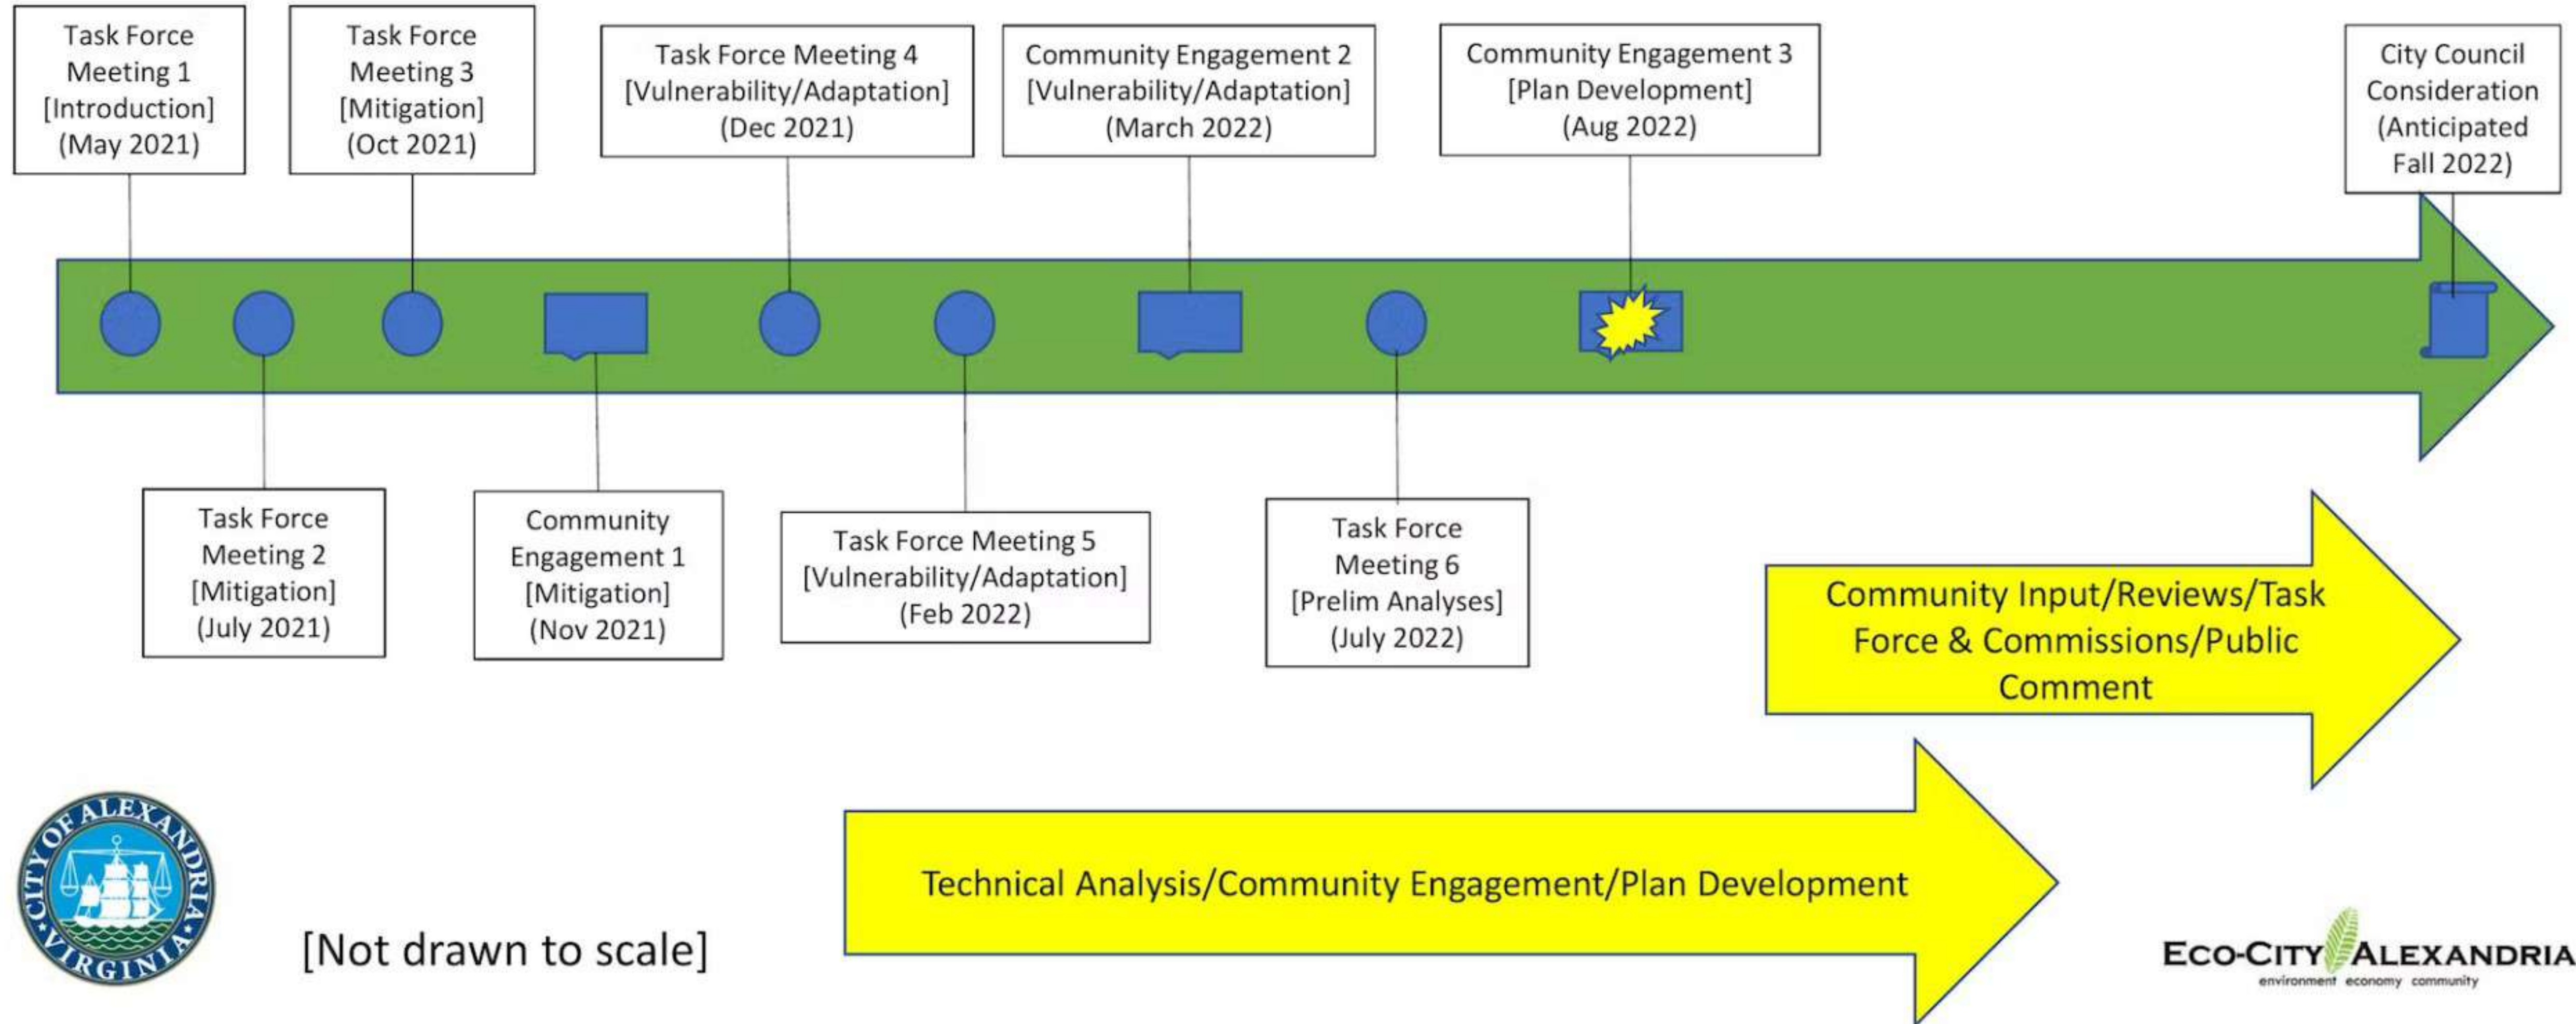 Task Force
Meeting 1
[Introduction]
(May 2021)
Task Force
Meeting 3
[Mitigation]
(Oct 2021)
Task Force Meeting 4
[Vulnerability/Adaptation]
(Dec 2021)
Community Engagement 2
[Vulnerability/Adaptation]
(March 2022)
Community Engagement 3
[Plan Development]
(Aug 2022)
City Council
Consideration
(Anticipated
Fall 2022)
Task Force
Meeting 2
[Mitigation]
(July 2021)
Community
Engagement 1
[Mitigation]
(Nov 2021)
Task Force Meeting 5
[Vulnerability/Adaptation]
(Feb 2022)
Task Force
Meeting 6
[Prelim Analyses]
(July 2022)
Community Input/Reviews/Task
Force & Commissions/Public
Comment
Technical Analysis/Community Engagement/Plan Development
CITY OF ALEXANDRIA
VIRGINIA
[Not drawn to scale]
ECO-CITY ALEXANDRIA
environment economy community